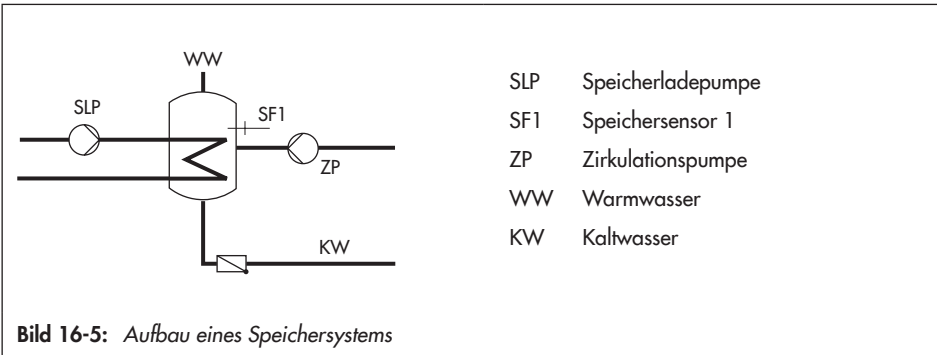 WW
SLP
SF1
ZP
KW
SLP Speicherladepumpe
SF1 Speichersensor 1
ZP Zirkulationspumpe
WW Warmwasser
KW Kaltwasser
Bild 16-5: Aufbau eines Speichersystems